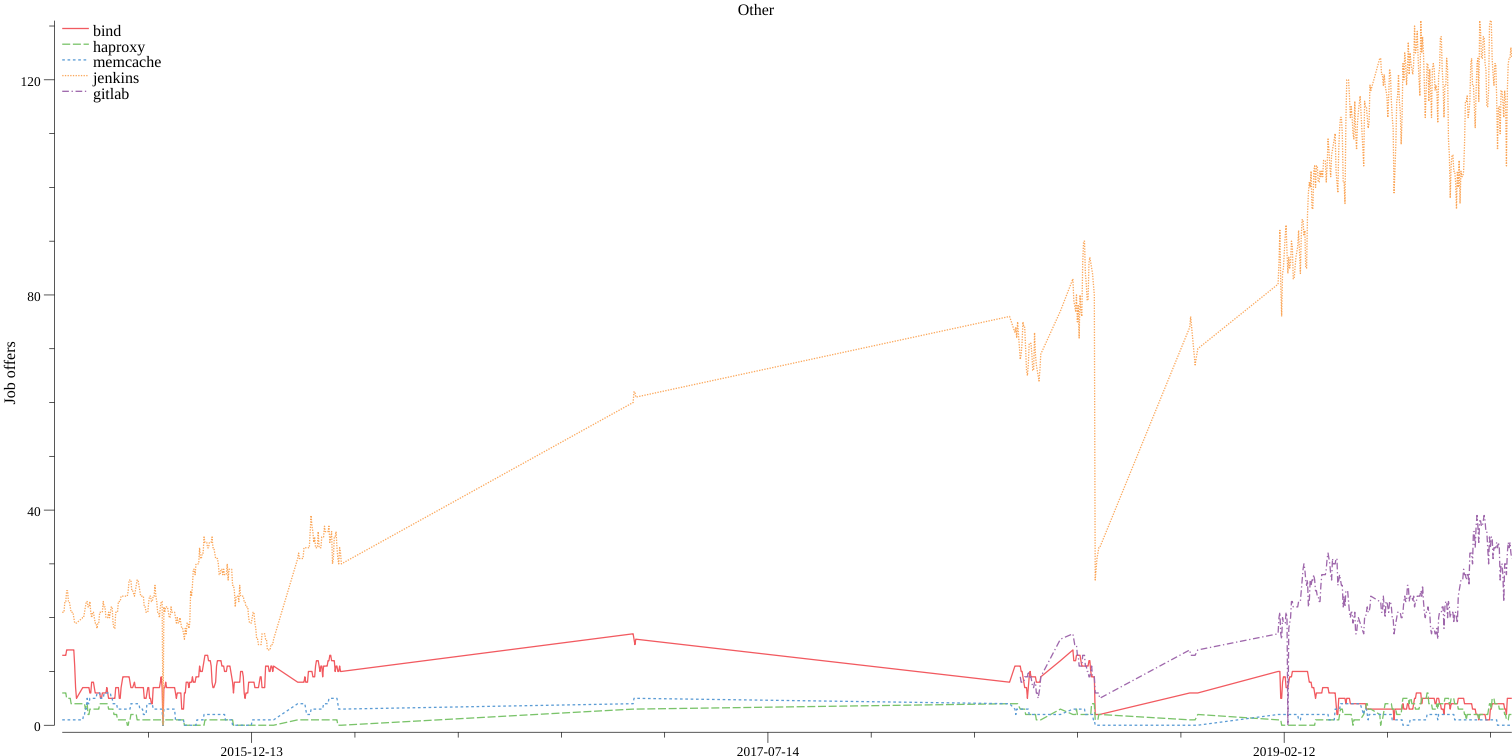 Other
bind
haproxy
memcache
jenkins
gitlab
120
80
40
0
Job offers
2015-12-13
2017-07-14
2019-02-12